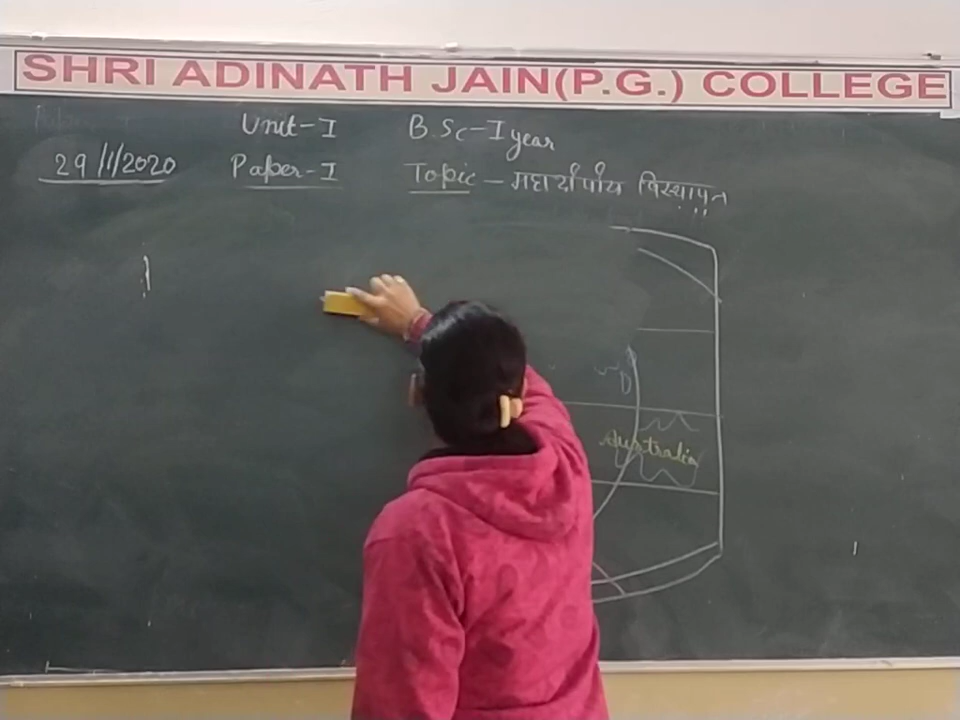 SHRI ADINATH JAIN(P.G.) COLLEGE
Unit-I B.Sc-I year
29/1/2020 Paper-I Topic - महाद्वीपीय विस्थापन
Australia